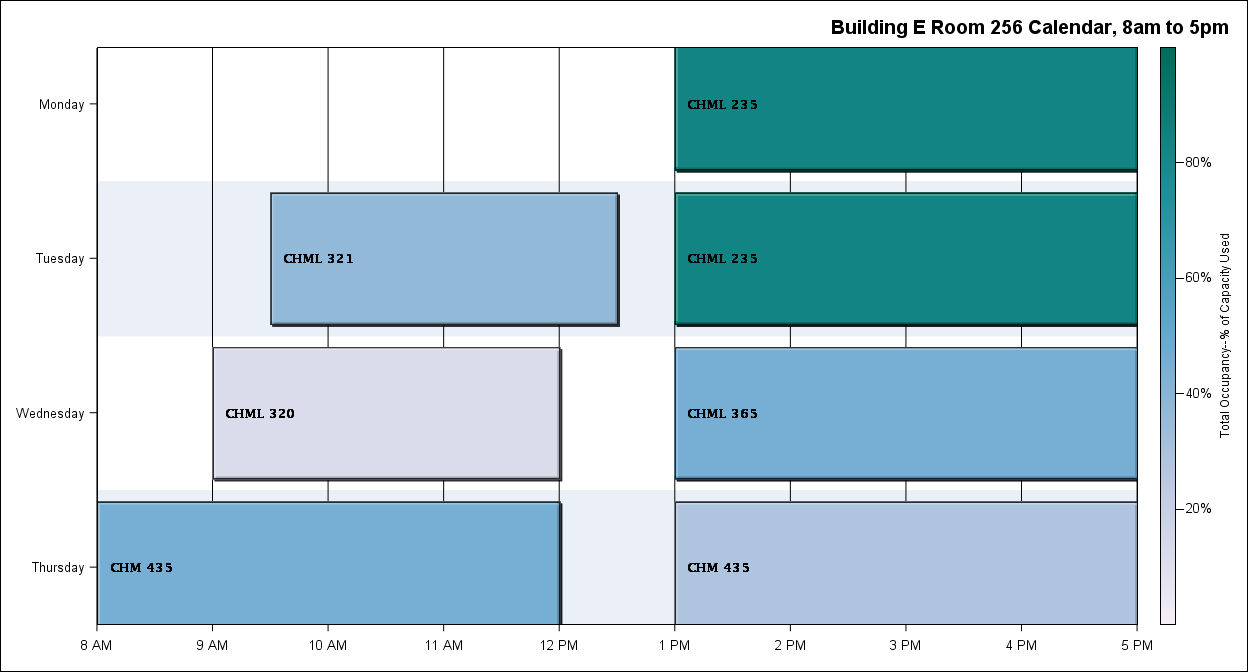 Building E Room 256 Calendar, 8am to 5pm
Monday
CHML 235
Tuesday
CHML 321
CHML 235
Wednesday
CHML 320
CHML 365
Thursday
CHM 435
CHM 435
8 AM
9 AM
10 AM
11 AM
12 PM
1 PM
2 PM
3 PM
4 PM
5 PM
80%
60%
40%
20%
Total Occupancy--% of Capacity Used